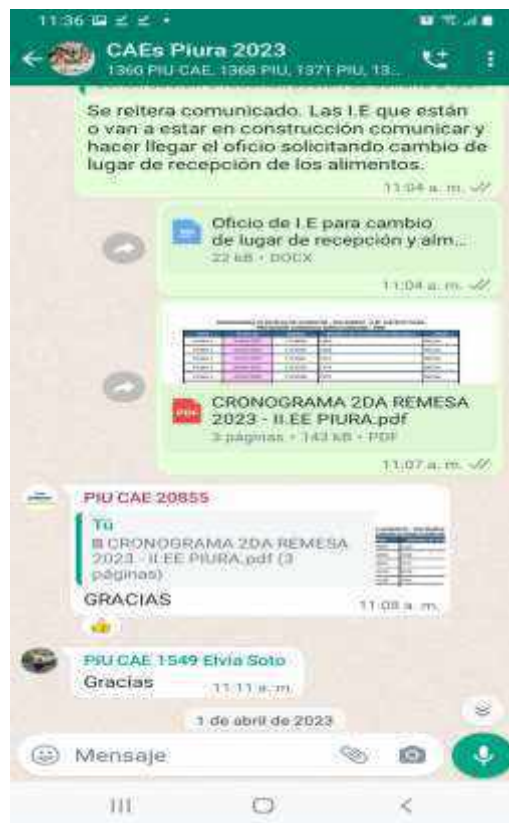 11:36
CAEs Piura 2023
1360 PIU CAE, 1368 PIU, 1371 PIU, 13...
Se reitera comunicado. Las I.E que están
o van a estar en construcción comunicar y
hacer llegar el oficio solicitando cambio de
lugar de recepción de los alimentos.
11:04 a. m.
Oficio de I.E para cambio
de lugar de recepción y alm...
22 kB • DOCX
11:04 a. m.
PDF
CRONOGRAMA 2DA REMESA
2023 - II.EE PIURA.pdf
3 páginas • 143 kB • PDF
11:07 a. m.
PIU CAE 20855
Tú
CRONOGRAMA 2DA REMESA
2023 - II.EE PIURA.pdf (3
páginas)
GRACIAS
11:08 a. m.
PIU CAE 1549 Elvia Soto
Gracias
11:11 a. m.
1 de abril de 2023
Mensaje